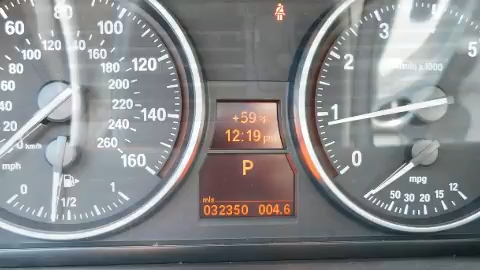 60 80 100 120 140 160
0 20 40 60 80 100 120 140 160 180 200 220 240 260
mph
km/h
0 1/2 1
+59 °F
12:19 pm
P
mls
032350 004.6
0 1 2 3 4 5
1/min x 1000
mpg
50 30 20 15 12